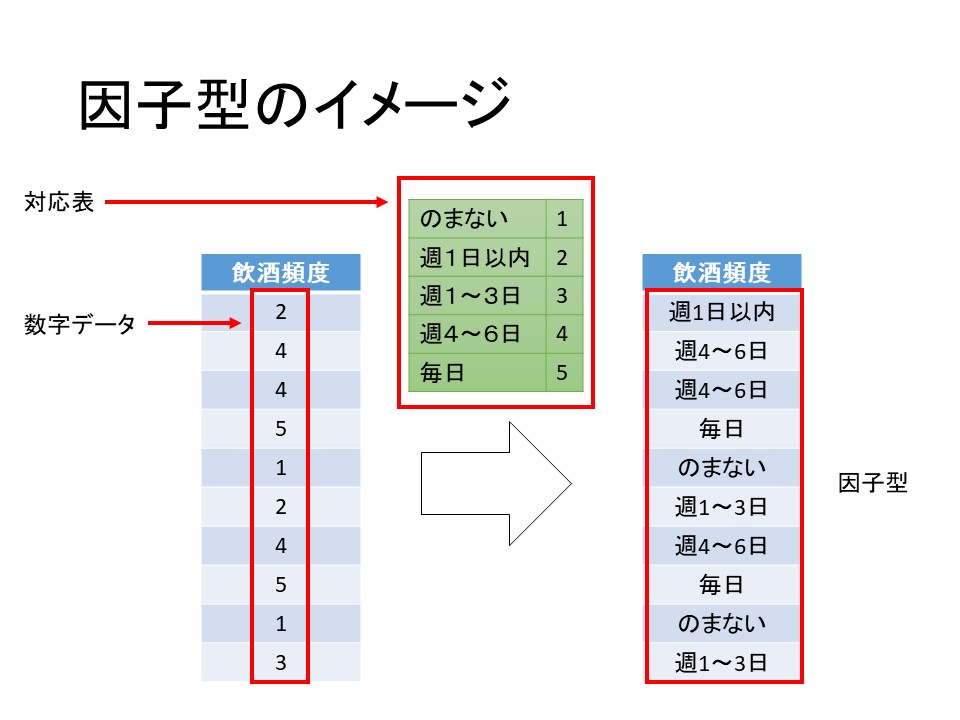 因子型のイメージ
対応表
のまない 1
週１日以内 2
週１～３日 3
週４～６日 4
毎日 5
数字データ
飲酒頻度
2
4
4
5
1
2
4
5
1
3
飲酒頻度
週1日以内
週4～6日
週4～6日
毎日
のまない
週1～3日
週4～6日
毎日
のまない
週1～3日
因子型